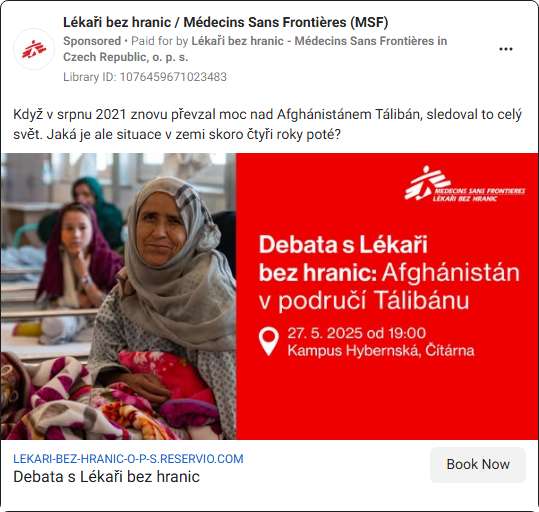 Lékaři bez hranic / Médecins Sans Frontières (MSF)
Sponsored • Paid for by Lékaři bez hranic - Médecins Sans Frontières in
Czech Republic, o. p. s.
Library ID: 1076459671023483
Když v srpnu 2021 znovu převzal moc nad Afghánistánem Tálibán, sledoval to celý
svět. Jaká je ale situace v zemi skoro čtyři roky poté?
MEDECINS SANS FRONTIERES
LÉKAŘI BEZ HRANIC
Debata s Lékaři
bez hranic: Afghánistán
v područí Tálibánu
27. 5. 2025 od 19:00
Kampus Hybernská, Čítárna
LEKARI-BEZ-HRANIC-O-P-S.RESERVIO.COM
Debata s Lékaři bez hranic
Book Now